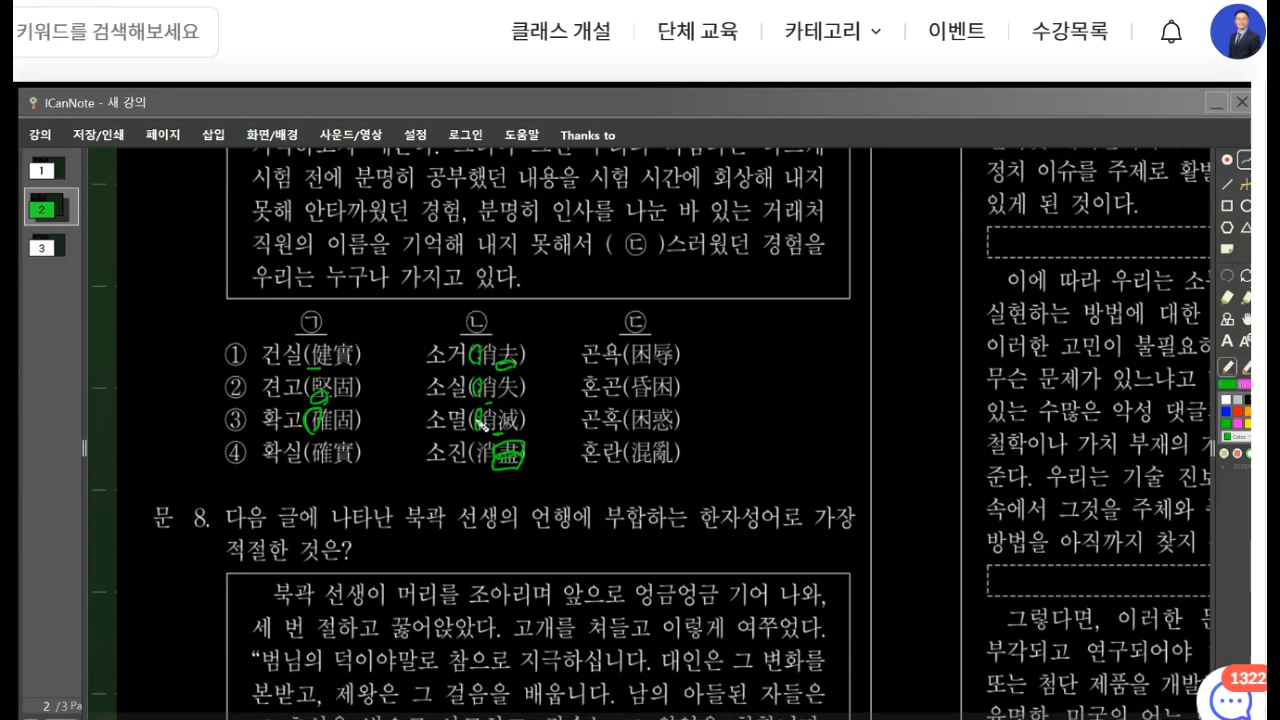 키워드를 검색해보세요
클래스 개설
단체 교육
카테고리
이벤트
수강목록
ICanNote - 새 강의
강의 저장/인쇄 페이지 삽입 화면/배경 사운드/영상 설정 로그인 도움말 Thanks to
1
2
3
시험 전에 분명히 공부했던 내용을 시험 시간에 회상해 내지
못해 안타까웠던 경험, 분명히 인사를 나눈 바 있는 거래처
직원의 이름을 기억해 내지 못해서 ( ㉢ )스러웠던 경험을
우리는 누구나 가지고 있다.
㉠ ㉡ ㉢
① 건실(健實) 소거(消去) 곤욕(困辱)
② 견고(堅固) 소실(消失) 혼곤(昏困)
③ 확고(確固) 소멸(消滅) 곤혹(困惑)
④ 확실(確實) 소진(消盡) 혼란(混亂)
문 8. 다음 글에 나타난 북곽 선생의 언행에 부합하는 한자성어로 가장
적절한 것은?
북곽 선생이 머리를 조아리며 앞으로 엉금엉금 기어 나와,
세 번 절하고 꿇어앉았다. 고개를 쳐들고 이렇게 여쭈었다.
“범님의 덕이야말로 참으로 지극하십니다. 대인은 그 변화를
본받고, 제왕은 그 걸음을 배웁니다. 남의 아들된 자들은
정치 이슈를 주제로
있게 된 것이다.
이에 따라 우리는
실현하는 방법에 대한
이러한 고민이
무슨 문제가 있느냐고
있는 수많은 악성 댓글
철학이나 가치 부재의
준다. 우리는 기술
속에서 그것을 주체와
방법을 아직까지 찾지
그렇다면, 이러한
부각되고 연구되어야
또는 첨단 제품을
유명한 미국의 어느
2 /3 Pa
Color
1322